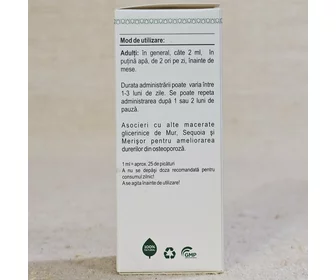 Mod de utilizare:
Adulți: în general, câte 2 ml, în
puțină apă, de 2 ori pe zi, înainte de
mese.
Durata administrării poate varia între
1-3 luni de zile. Se poate repeta
administrarea după 1 sau 2 luni de
pauză.
Asocieri cu alte macerate
glicerinice de Mur, Sequoia și
Merișor pentru ameliorarea
durerilor din osteoporoză.
1 ml = aprox. 25 de picături
A nu se depăși doza recomandată pentru
consumul zilnic!
A se agita înainte de utilizare!
100%
GMP